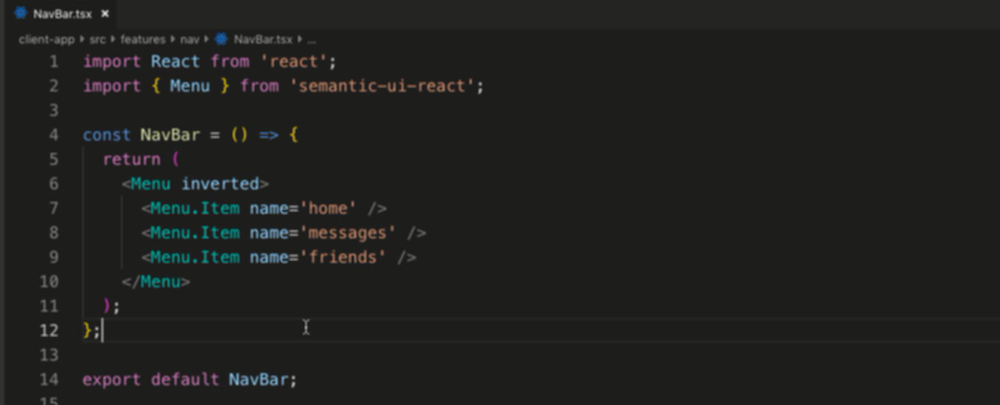 NavBar.tsx ×
client-app > src > features > nav > NavBar.tsx > ...
1 import React from 'react';
2 import { Menu } from 'semantic-ui-react';
3
4 const NavBar = () => {
5   return (
6     <Menu inverted>
7       <Menu.Item name='home' />
8       <Menu.Item name='messages' />
9       <Menu.Item name='friends' />
10     </Menu>
11   );
12 };
13
14 export default NavBar;
15